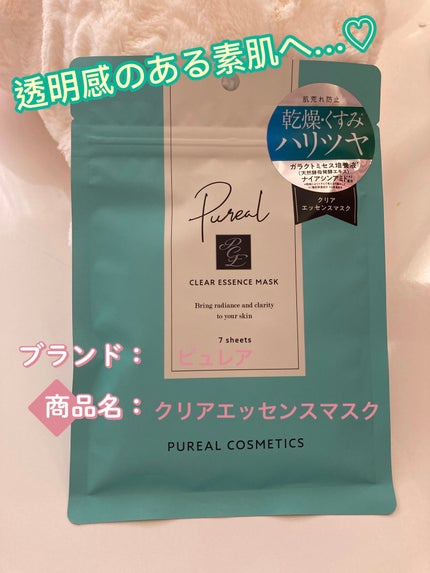 透明感のある素肌へ...♡
肌荒れ防止
乾燥・くすみ
ハリツヤ
ガラクトミセス培養液
(天然酵母発酵エキス)
ナイアシンアミド
クリア
エッセンスマスク
Pureal
PCE
CLEAR ESSENCE MASK
Bring radiance and clarity
to your skin
7 sheets
ブランド： ピュレア
商品名： クリアエッセンスマスク
PUREAL COSMETICS